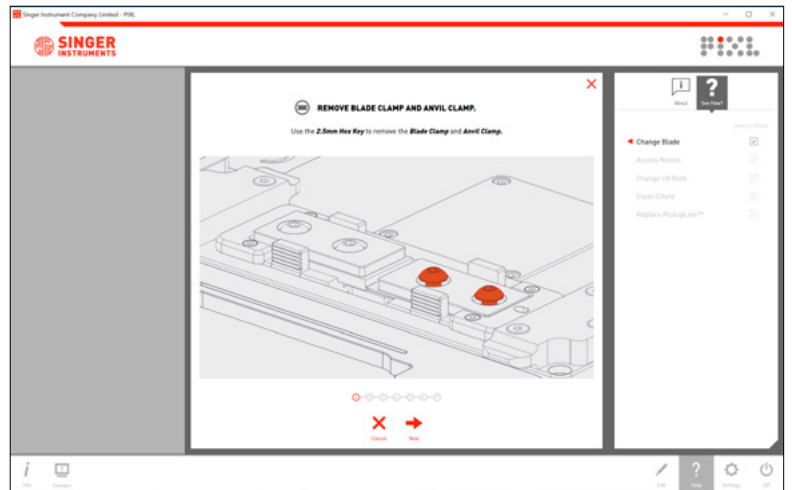 Singer Instrument Company Limited - PIXL
SINGER
INSTRUMENTS
PIXL
REMOVE BLADE CLAMP AND ANVIL CLAMP.
Use the 2.5mm Hex Key to remove the Blade Clamp and Anvil Clamp.
Cancel
Next
i
About
?
See How?
Change Blade
Access Nozzle
Change UV Bulb
Clean Chute
Replace PickupLine™
i
Info
Connect
Edit
?
Help
Settings
Off